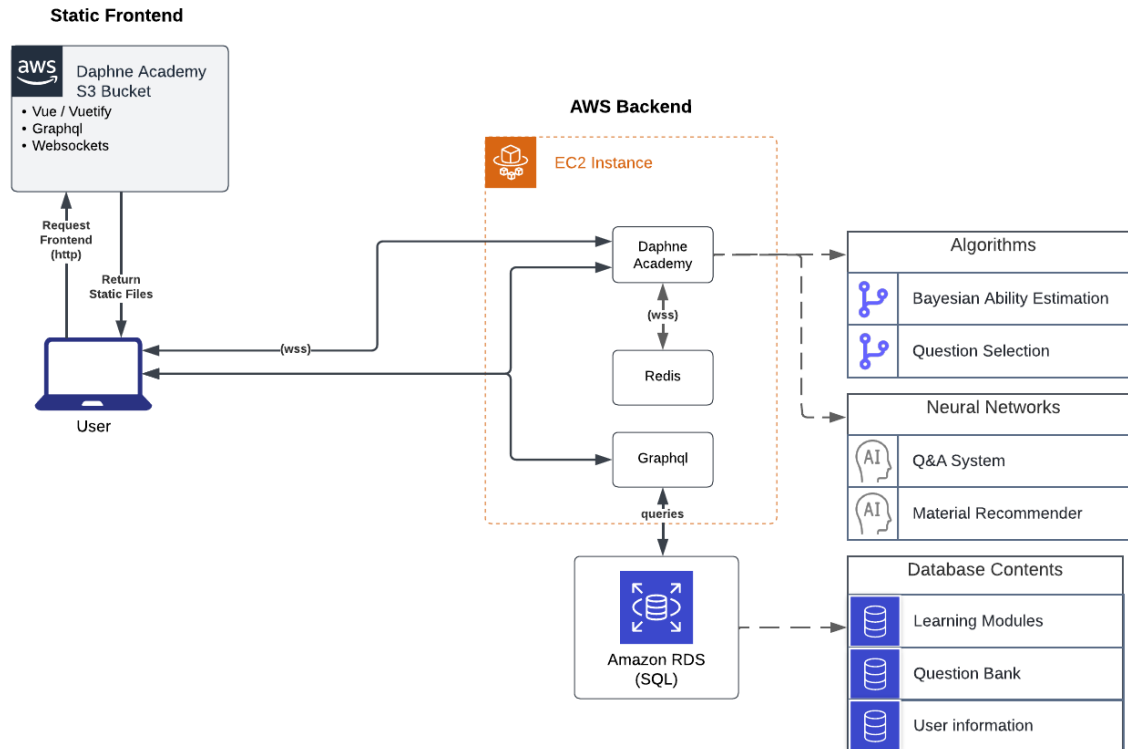 Static Frontend
aws
Daphne Academy
S3 Bucket
• Vue / Vuetify
• Graphql
• Websockets
Request
Frontend
(http)
Return
Static Files
User
(wss)
AWS Backend
EC2 Instance
Daphne
Academy
(wss)
Redis
Graphql
queries
Amazon RDS
(SQL)
Algorithms
Bayesian Ability Estimation
Question Selection
Neural Networks
AI
Q&A System
AI
Material Recommender
Database Contents
Learning Modules
Question Bank
User information